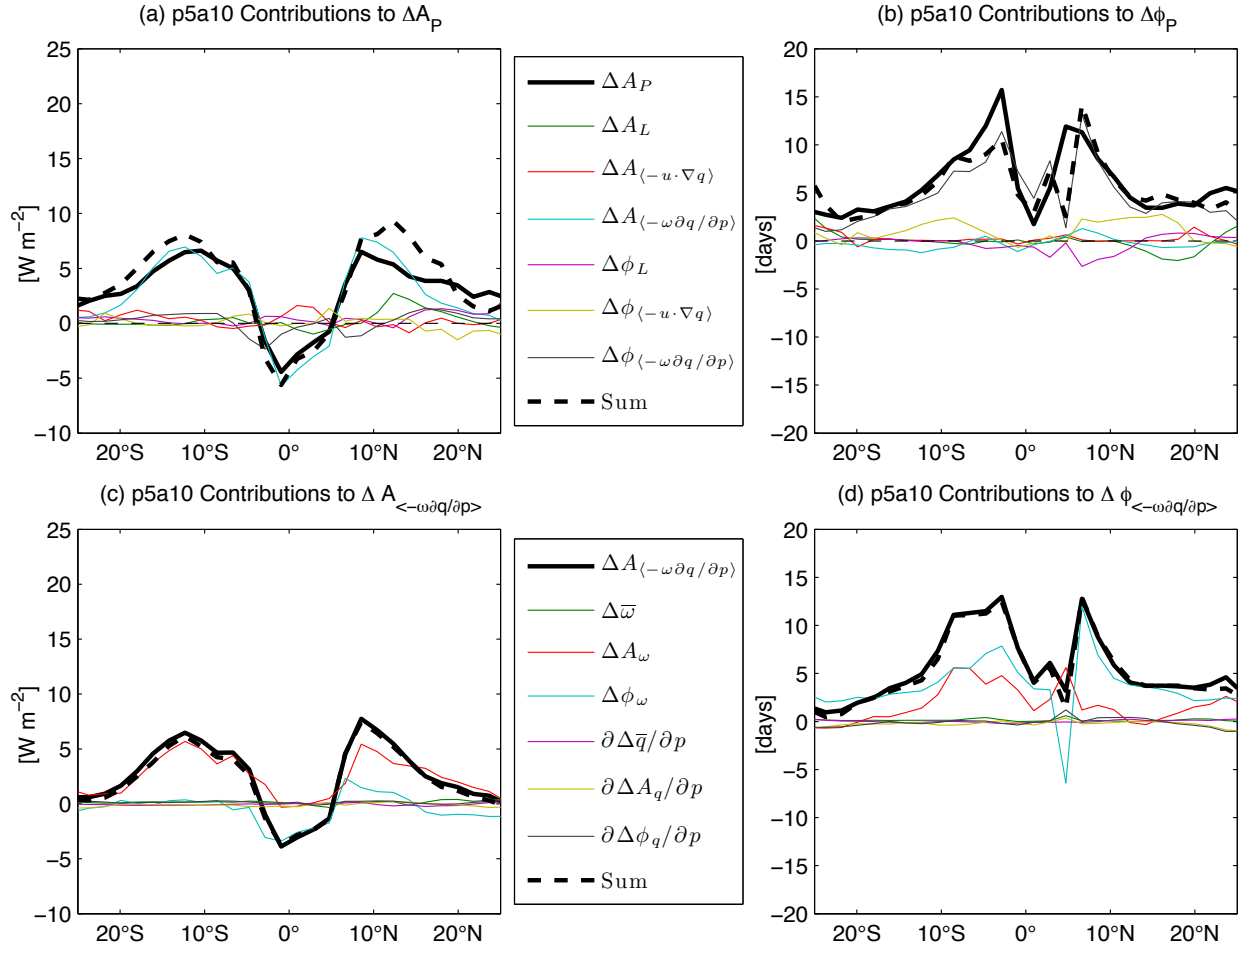 (a) p5a10 Contributions to ΔA_P
[W m⁻²]
25
20
15
10
5
0
−5
−10
20°S 10°S 0° 10°N 20°N
ΔA_P
ΔA_L
ΔA_⟨−u·∇q⟩
ΔA_⟨−ω∂q/∂p⟩
Δϕ_L
Δϕ_⟨−u·∇q⟩
Δϕ_⟨−ω∂q/∂p⟩
Sum
(b) p5a10 Contributions to Δϕ_P
[days]
20
15
10
5
0
−5
−10
−15
−20
20°S 10°S 0° 10°N 20°N
(c) p5a10 Contributions to Δ A_<−ω∂q/∂p>
[W m⁻²]
25
20
15
10
5
0
−5
−10
20°S 10°S 0° 10°N 20°N
ΔA_⟨−ω∂q/∂p⟩
Δω̅
ΔA_ω
Δϕ_ω
∂Δq̅/∂p
∂ΔA_q/∂p
∂Δϕ_q/∂p
Sum
(d) p5a10 Contributions to Δ ϕ_<−ω∂q/∂p>
[days]
20
15
10
5
0
−5
−10
−15
−20
20°S 10°S 0° 10°N 20°N